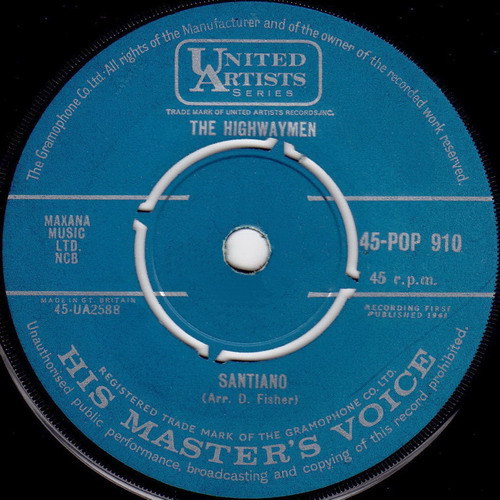 The Gramophone Co. Ltd. All rights of the Manufacturer and of the owner of the recorded work reserved.
UNITED
ARTISTS
SERIES
TRADE MARK OF UNITED ARTISTS RECORDS, INC.
THE HIGHWAYMEN
MAXANA
MUSIC
LTD.
NCB
45-POP 910
45 r.p.m.
MADE IN GT. BRITAIN
45-UA2588
RECORDING FIRST
PUBLISHED 1961
SANTIANO
(Arr. D. Fisher)
REGISTERED TRADE MARK OF THE GRAMOPHONE CO. LTD.
HIS MASTER'S VOICE
Unauthorised public performance, broadcasting and copying of this record prohibited.